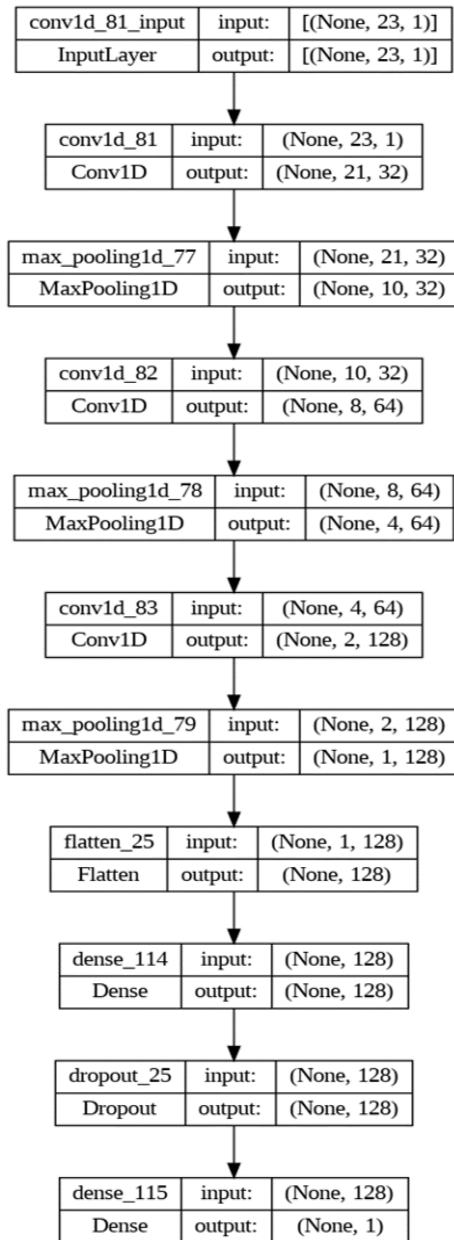 conv1d_81_input input: [(None, 23, 1)]
InputLayer output: [(None, 23, 1)]
conv1d_81 input: (None, 23, 1)
Conv1D output: (None, 21, 32)
max_pooling1d_77 input: (None, 21, 32)
MaxPooling1D output: (None, 10, 32)
conv1d_82 input: (None, 10, 32)
Conv1D output: (None, 8, 64)
max_pooling1d_78 input: (None, 8, 64)
MaxPooling1D output: (None, 4, 64)
conv1d_83 input: (None, 4, 64)
Conv1D output: (None, 2, 128)
max_pooling1d_79 input: (None, 2, 128)
MaxPooling1D output: (None, 1, 128)
flatten_25 input: (None, 1, 128)
Flatten output: (None, 128)
dense_114 input: (None, 128)
Dense output: (None, 128)
dropout_25 input: (None, 128)
Dropout output: (None, 128)
dense_115 input: (None, 128)
Dense output: (None, 1)